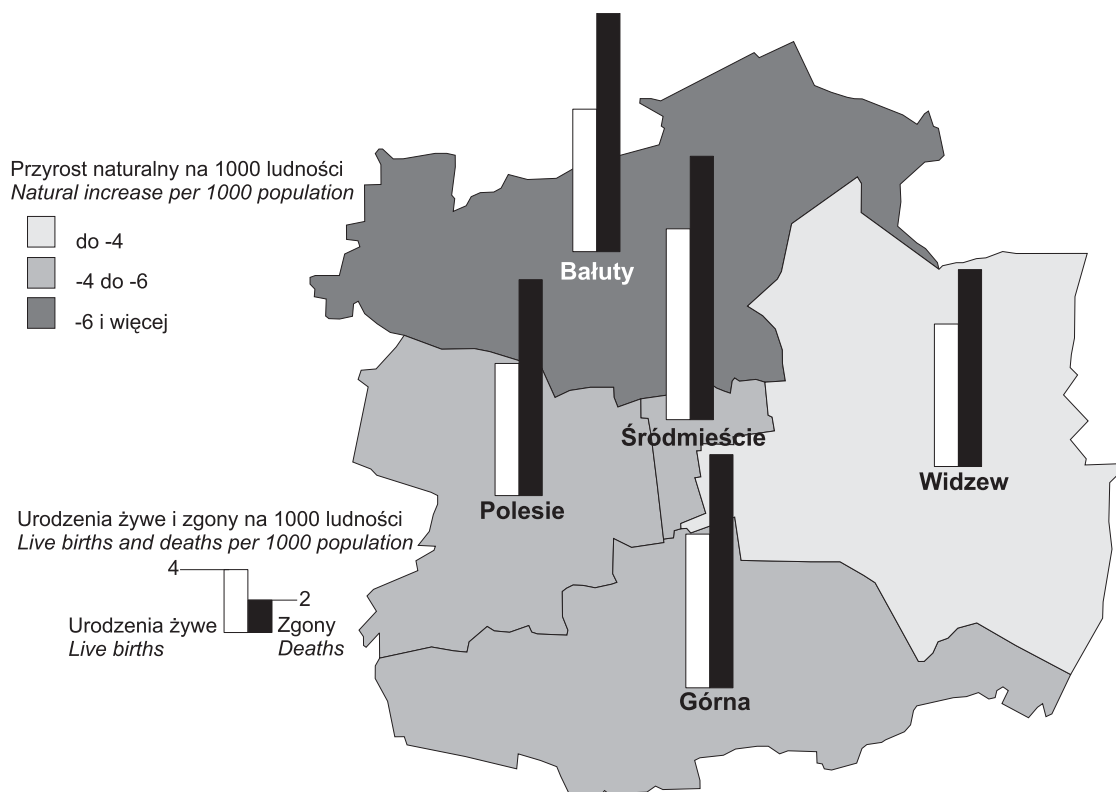 Przyrost naturalny na 1000 ludności
Natural increase per 1000 population
do -4
-4 do -6
-6 i więcej
Bałuty
Śródmieście
Polesie
Widzew
Górna
Urodzenia żywe i zgony na 1000 ludności
Live births and deaths per 1000 population
4
2
Urodzenia żywe
Live births
Zgony
Deaths